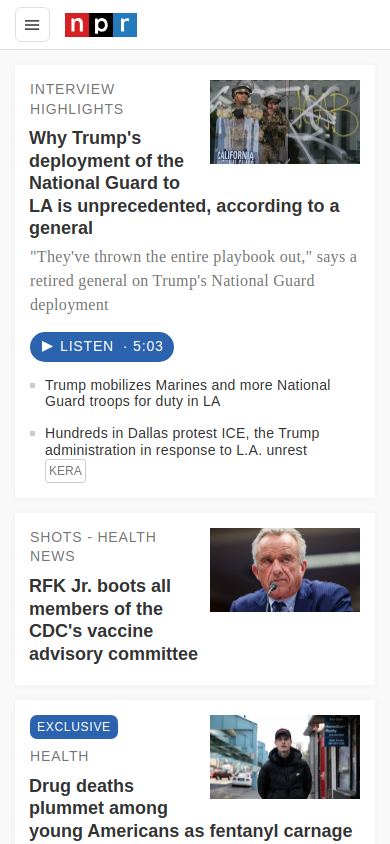 npr
INTERVIEW
HIGHLIGHTS
Why Trump's
deployment of the
National Guard to
LA is unprecedented, according to a
general
"They've thrown the entire playbook out," says a
retired general on Trump's National Guard
deployment
LISTEN · 5:03
Trump mobilizes Marines and more National
Guard troops for duty in LA
Hundreds in Dallas protest ICE, the Trump
administration in response to L.A. unrest
KERA
CALIFORNIA
SHOTS - HEALTH
NEWS
RFK Jr. boots all
members of the
CDC's vaccine
advisory committee
EXCLUSIVE
HEALTH
Drug deaths
plummet among
young Americans as fentanyl carnage